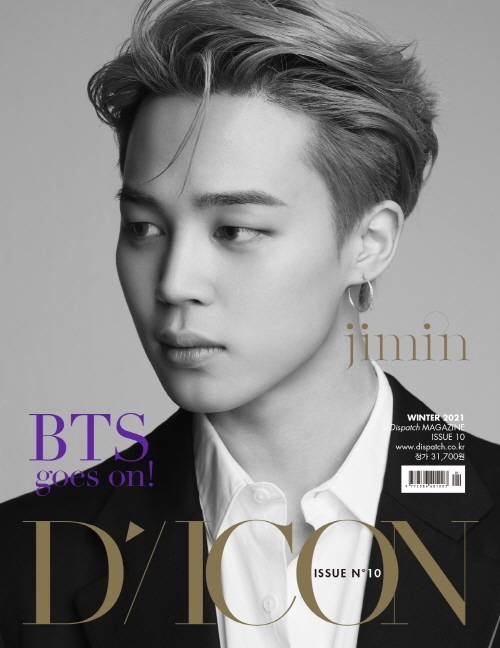 jimin
WINTER 2021
Dispatch MAGAZINE
ISSUE 10
www.dispatch.co.kr
정가 31,700원
BTS
goes on!
D'/ICON
ISSUE N°10